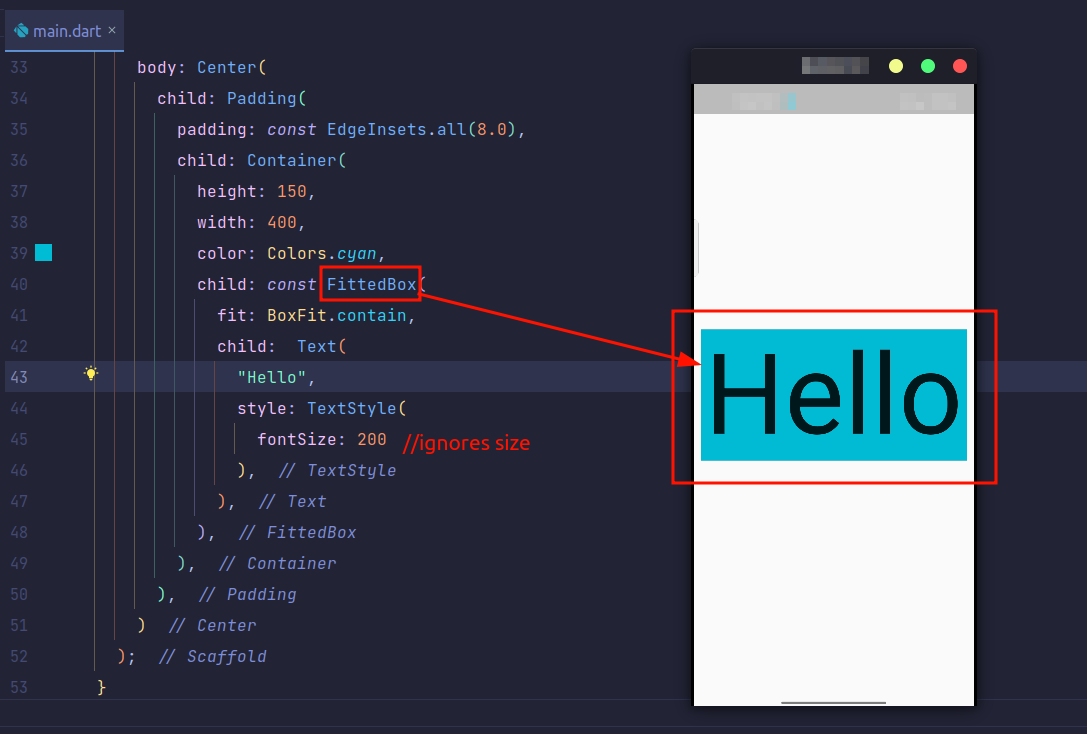 main.dart ×
33 body: Center(
34 child: Padding(
35 padding: const EdgeInsets.all(8.0),
36 child: Container(
37 height: 150,
38 width: 400,
39 color: Colors.cyan,
40 child: const FittedBox(
41 fit: BoxFit.contain,
42 child:  Text(
43 "Hello",
44 style: TextStyle(
45 fontSize: 200 //ignores size
46 ), // TextStyle
47 ), // Text
48 ), // FittedBox
49 ), // Container
50 ), // Padding
51 ) // Center
52 ); // Scaffold
53 }
Hello